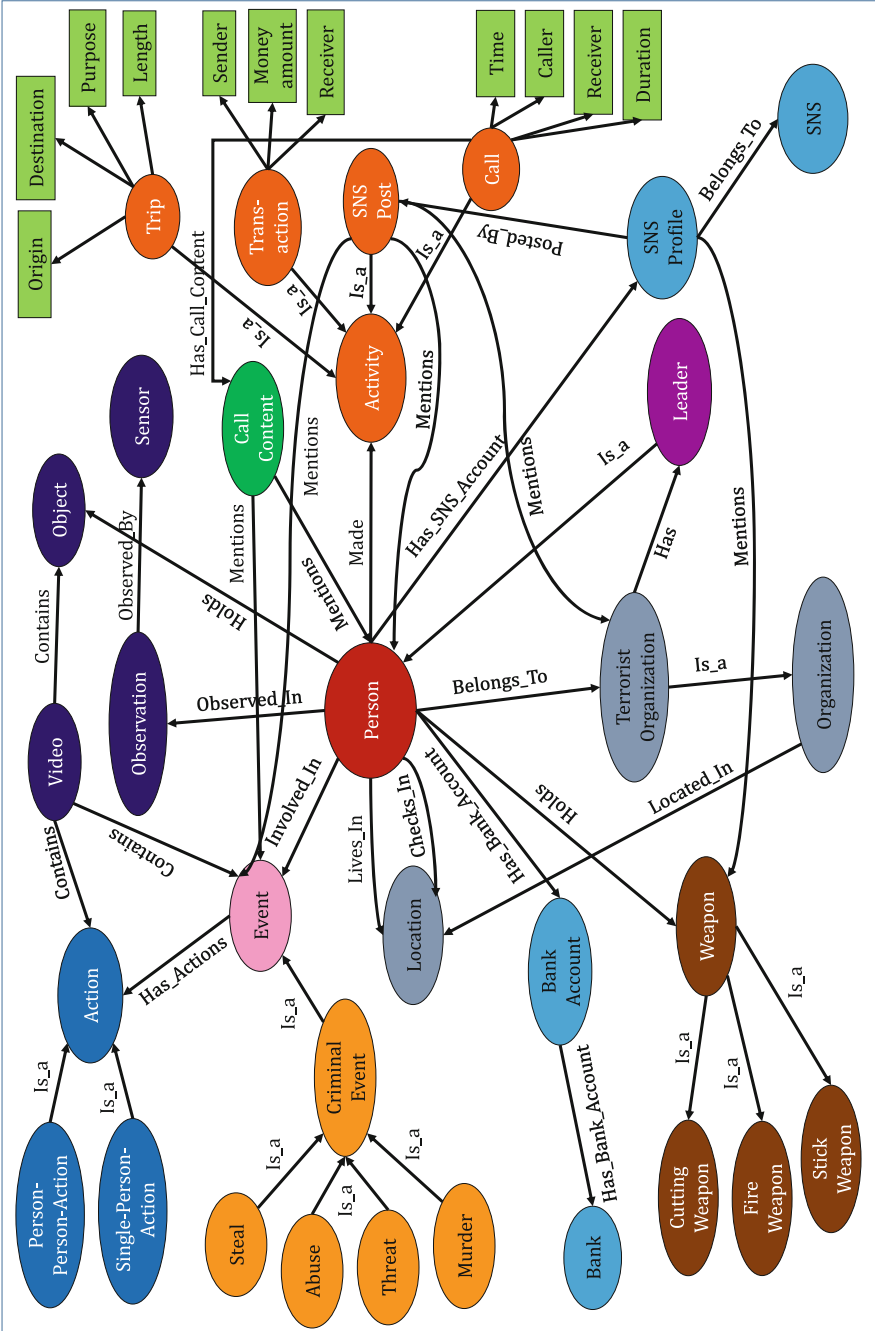 Person-
Person-Action
Single-Person-
Action
Is_a
Is_a
Action
Contains
Video
Contains
Contains
Object
Observation
Observed_By
Sensor
Origin
Destination
Purpose
Length
Trip
Is_a
Has_Actions
Event
Steal
Abuse
Threat
Murder
Is_a
Is_a
Is_a
Criminal
Event
Is_a
Involved_In
Observed_In
Holds
Mentions
Call
Content
Has_Call_Content
Mentions
Mentions
Trans-
action
Sender
Money
amount
Receiver
Is_a
SNS
Post
Is_a
Activity
Made
Mentions
Is_a
Call
Time
Caller
Receiver
Duration
Person
Lives_In
Checks_In
Location
Has_Bank_Account
Bank
Account
Has_Bank_Account
Bank
Belongs_To
Has_SNS_Account
Posted_By
SNS
Profile
Belongs_To
SNS
Mentions
Is_a
Leader
Has
Terrorist
Organization
Is_a
Organization
Located_In
Holds
Mentions
Weapon
Is_a
Is_a
Is_a
Cutting
Weapon
Fire
Weapon
Stick
Weapon